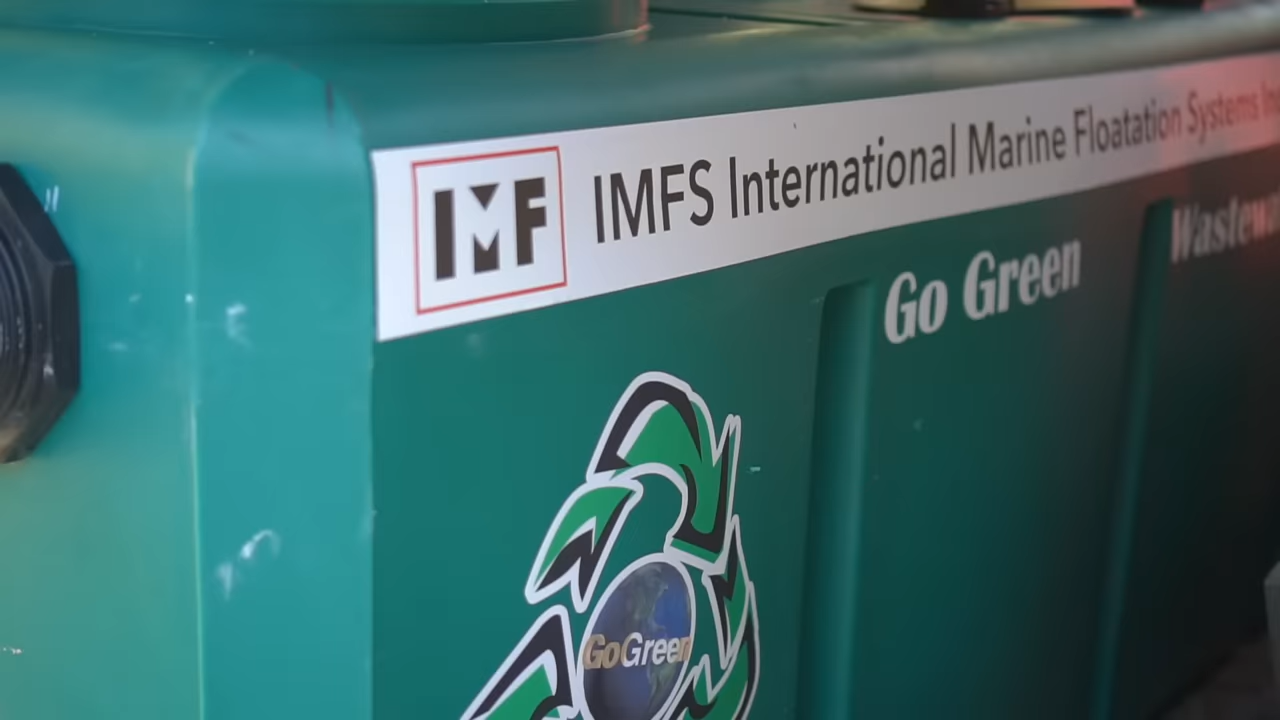 IMF
IMFS International Marine Floatation Systems
Go Green
GoGreen